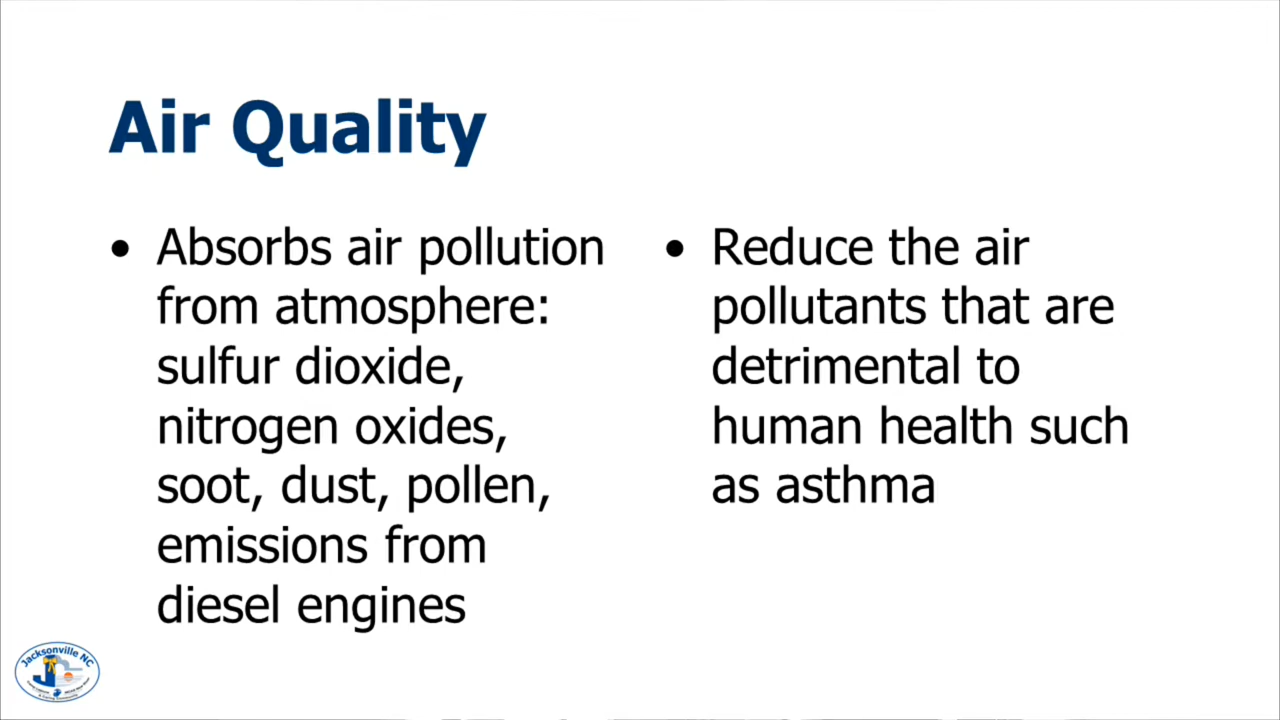 Air Quality
• Absorbs air pollution
from atmosphere:
sulfur dioxide,
nitrogen oxides,
soot, dust, pollen,
emissions from
diesel engines
• Reduce the air
pollutants that are
detrimental to
human health such
as asthma
Jacksonville NC